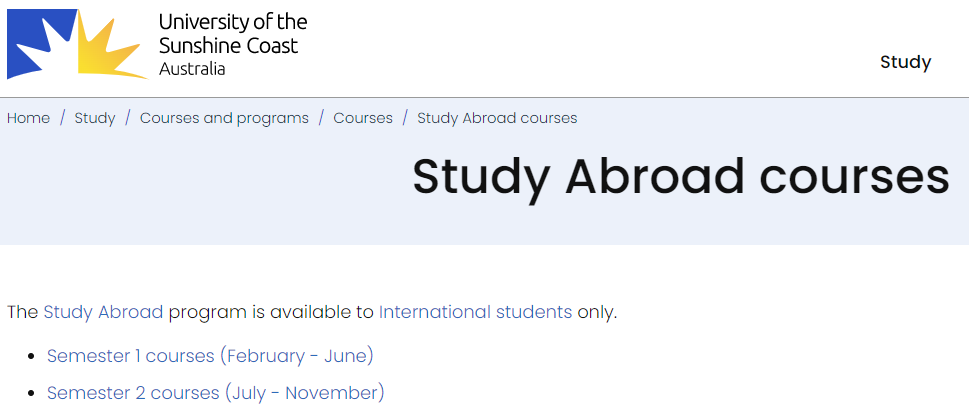 University of the
Sunshine Coast
Australia
Study
Home / Study / Courses and programs / Courses / Study Abroad courses
Study Abroad courses
The Study Abroad program is available to International students only.
• Semester 1 courses (February - June)
• Semester 2 courses (July - November)